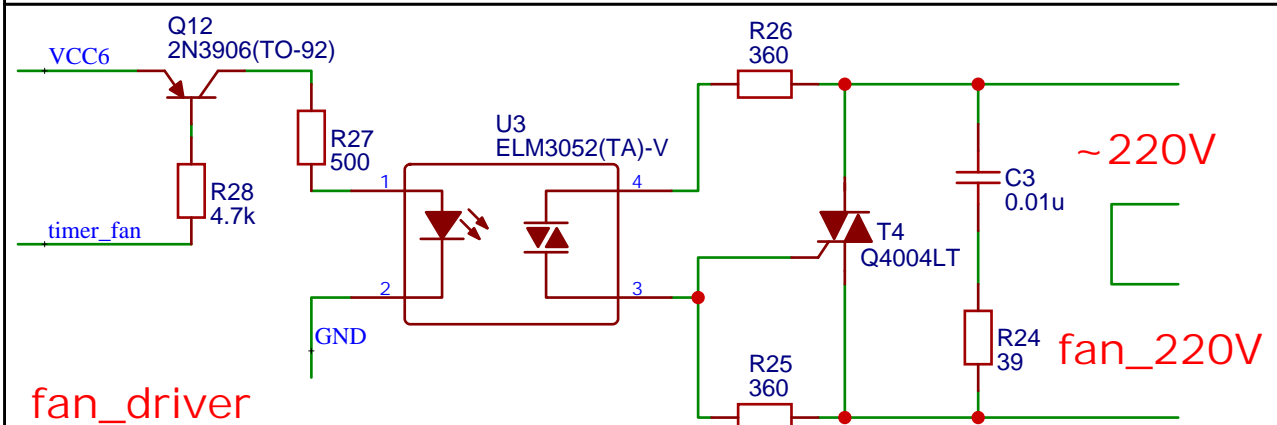 Q12
2N3906(TO-92)
VCC6
R26
360
R27
500
U3
ELM3052(TA)-V
~220V
1
4
C3
0.01u
R28
4.7k
timer_fan
T4
Q4004LT
2
3
GND
R24
39
fan_220V
R25
360
fan_driver